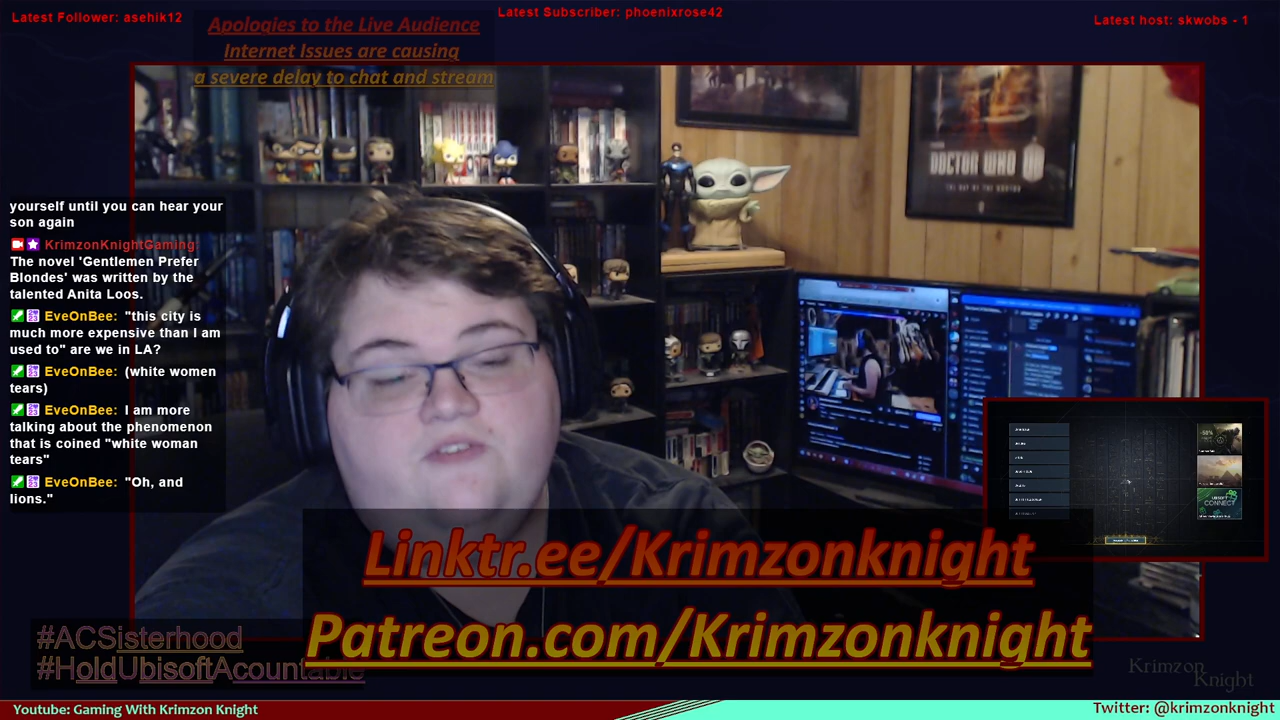 Latest Follower: asehik12
Latest Subscriber: phoenixrose42
Latest host: skwobs - 1
Apologies to the Live Audience
Internet Issues are causing
a severe delay to chat and stream
DOCTOR WHO
yourself until you can hear your
son again
KrimzonKnightGaming:
The novel 'Gentlemen Prefer
Blondes' was written by the
talented Anita Loos.
EveOnBee: "this city is
much more expensive than I am
used to" are we in LA?
EveOnBee: (white women
tears)
EveOnBee: I am more
talking about the phenomenon
that is coined "white woman
tears"
EveOnBee: "Oh, and
lions."
CONNECT
Linktr.ee/Krimzonknight
Patreon.com/Krimzonknight
#ACSisterhood
#HoldUbisoftAcountable
Krimzon
Knight
Youtube: Gaming With Krimzon Knight
Twitter: @krimzonknight